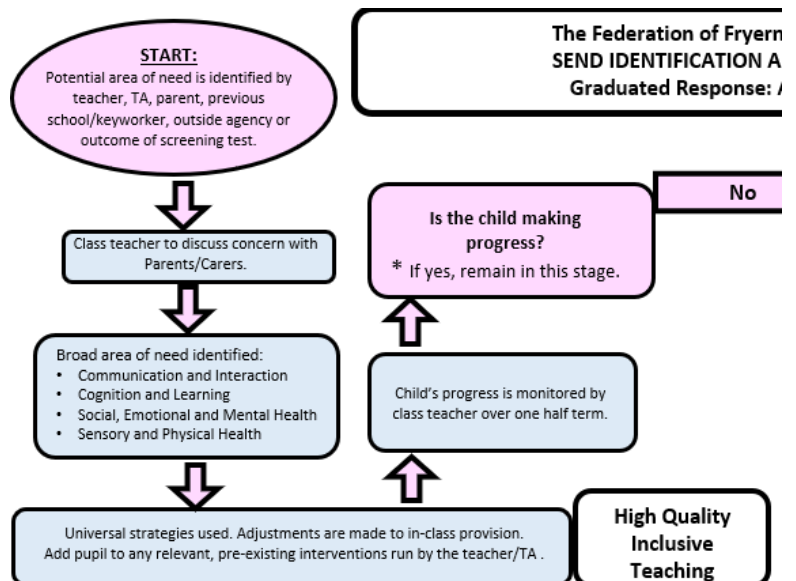 START:
Potential area of need is identified by
teacher, TA, parent, previous
school/keyworker, outside agency or
outcome of screening test.
Class teacher to discuss concern with
Parents/Carers.
Broad area of need identified:
• Communication and Interaction
• Cognition and Learning
• Social, Emotional and Mental Health
• Sensory and Physical Health
Universal strategies used. Adjustments are made to in-class provision.
Add pupil to any relevant, pre-existing interventions run by the teacher/TA .
High Quality
Inclusive
Teaching
Child's progress is monitored by
class teacher over one half term.
Is the child making
progress?
* If yes, remain in this stage.
No
The Federation of
SEND IDENTIFICATION
Graduated Response: